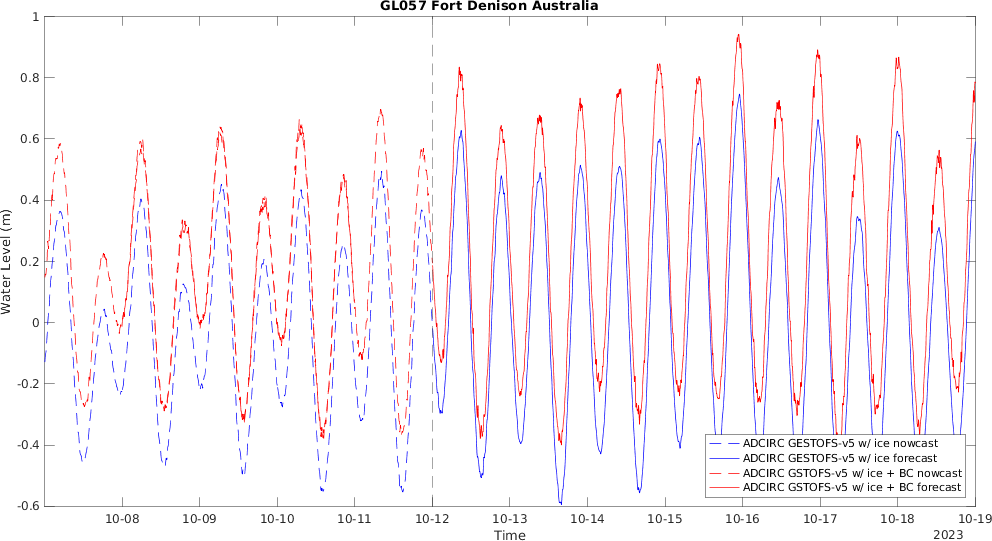 GL057 Fort Denison Australia
Water Level (m)
1
0.8
0.6
0.4
0.2
0
-0.2
-0.4
-0.6
ADCIRC GESTOFS-v5 w/ ice nowcast
ADCIRC GESTOFS-v5 w/ ice forecast
ADCIRC GSTOFS-v5 w/ ice + BC nowcast
ADCIRC GSTOFS-v5 w/ ice + BC forecast
10-08 10-09 10-10 10-11 10-12 10-13 10-14 10-15 10-16 10-17 10-18 10-19
Time
2023